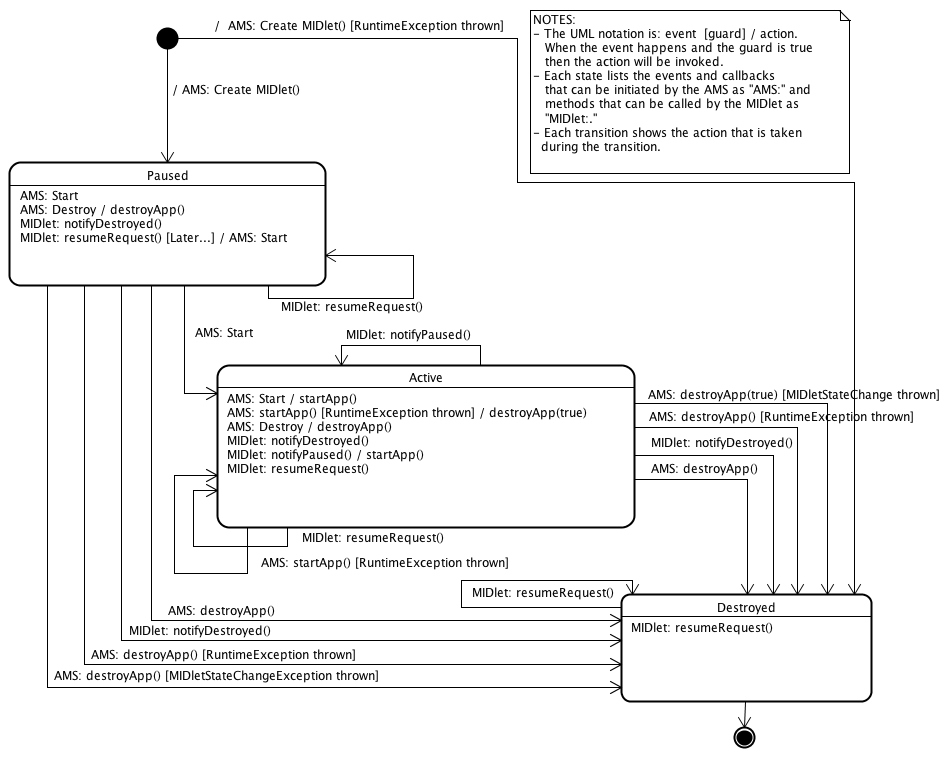 /  AMS: Create MIDlet() [RuntimeException thrown]
NOTES:
- The UML notation is: event  [guard] / action.
When the event happens and the guard is true
then the action will be invoked.
- Each state lists the events and callbacks
that can be initiated by the AMS as "AMS:" and
methods that can be called by the MIDlet as
"MIDlet:."
- Each transition shows the action that is taken
during the transition.
/ AMS: Create MIDlet()
Paused
AMS: Start
AMS: Destroy / destroyApp()
MIDlet: notifyDestroyed()
MIDlet: resumeRequest() [Later...] / AMS: Start
MIDlet: resumeRequest()
AMS: Start
MIDlet: notifyPaused()
Active
AMS: Start / startApp()
AMS: startApp() [RuntimeException thrown] / destroyApp(true)
AMS: Destroy / destroyApp()
MIDlet: notifyDestroyed()
MIDlet: notifyPaused() / startApp()
MIDlet: resumeRequest()
AMS: destroyApp(true) [MIDletStateChange thrown]
AMS: destroyApp() [RuntimeException thrown]
MIDlet: notifyDestroyed()
AMS: destroyApp()
MIDlet: resumeRequest()
AMS: startApp() [RuntimeException thrown]
MIDlet: resumeRequest()
Destroyed
MIDlet: resumeRequest()
AMS: destroyApp()
MIDlet: notifyDestroyed()
AMS: destroyApp() [RuntimeException thrown]
AMS: destroyApp() [MIDletStateChangeException thrown]